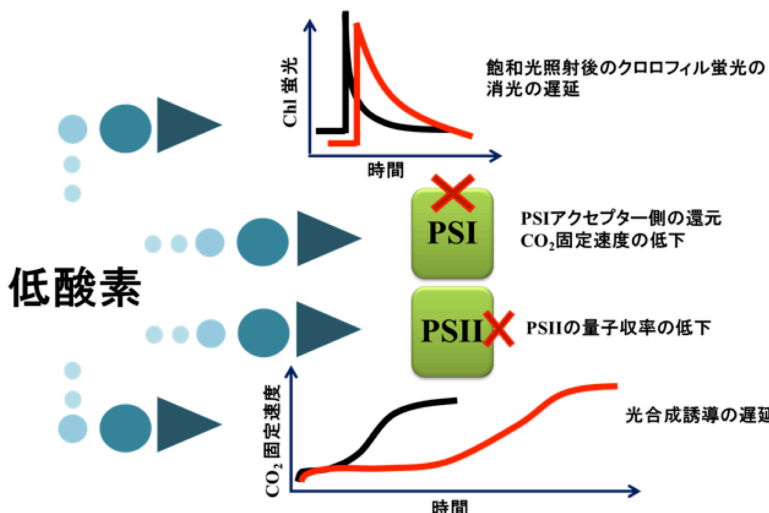 飽和光照射後のクロロフィル蛍光の
消光の遅延
Chl 蛍光
時間
PSI
PSIアクセプター側の還元
CO₂固定速度の低下
低酸素
PSII
PSIIの量子収率の低下
CO₂ 固定速度
光合成誘導の遅延
時間